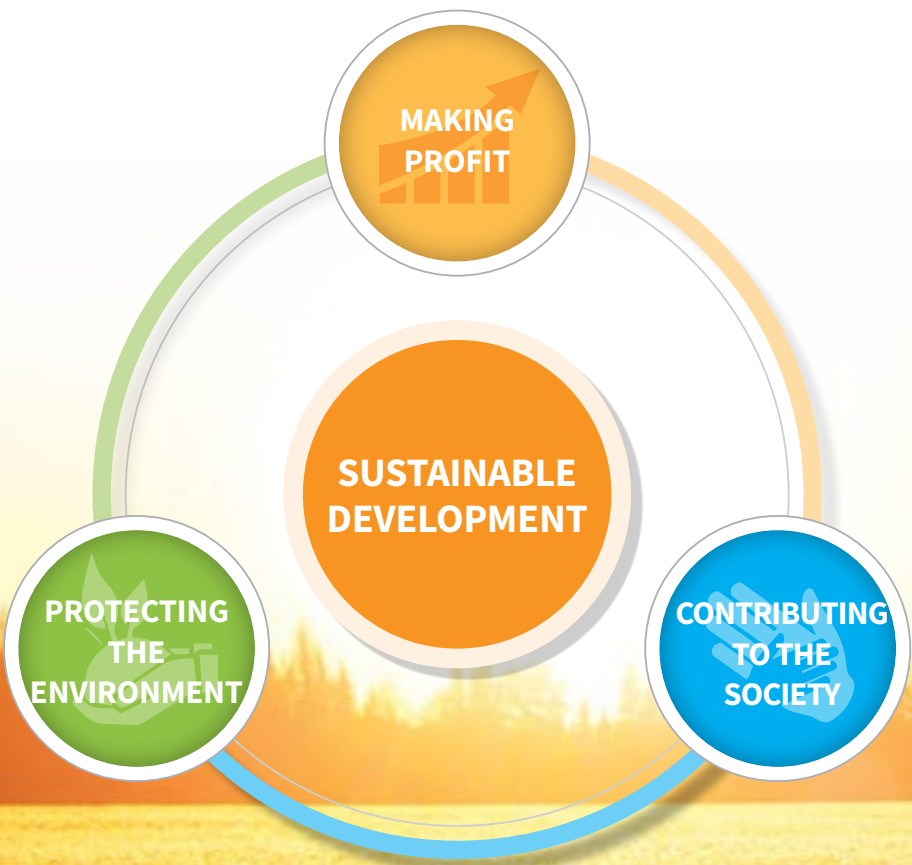 MAKING
PROFIT
SUSTAINABLE
DEVELOPMENT
PROTECTING
THE
ENVIRONMENT
CONTRIBUTING
TO THE
SOCIETY